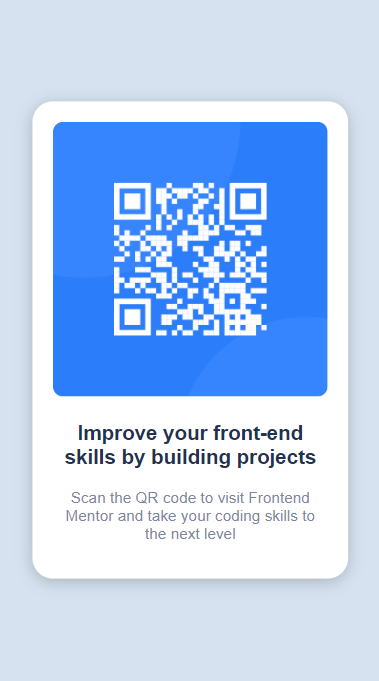 Improve your front-end
skills by building projects
Scan the QR code to visit Frontend
Mentor and take your coding skills to
the next level